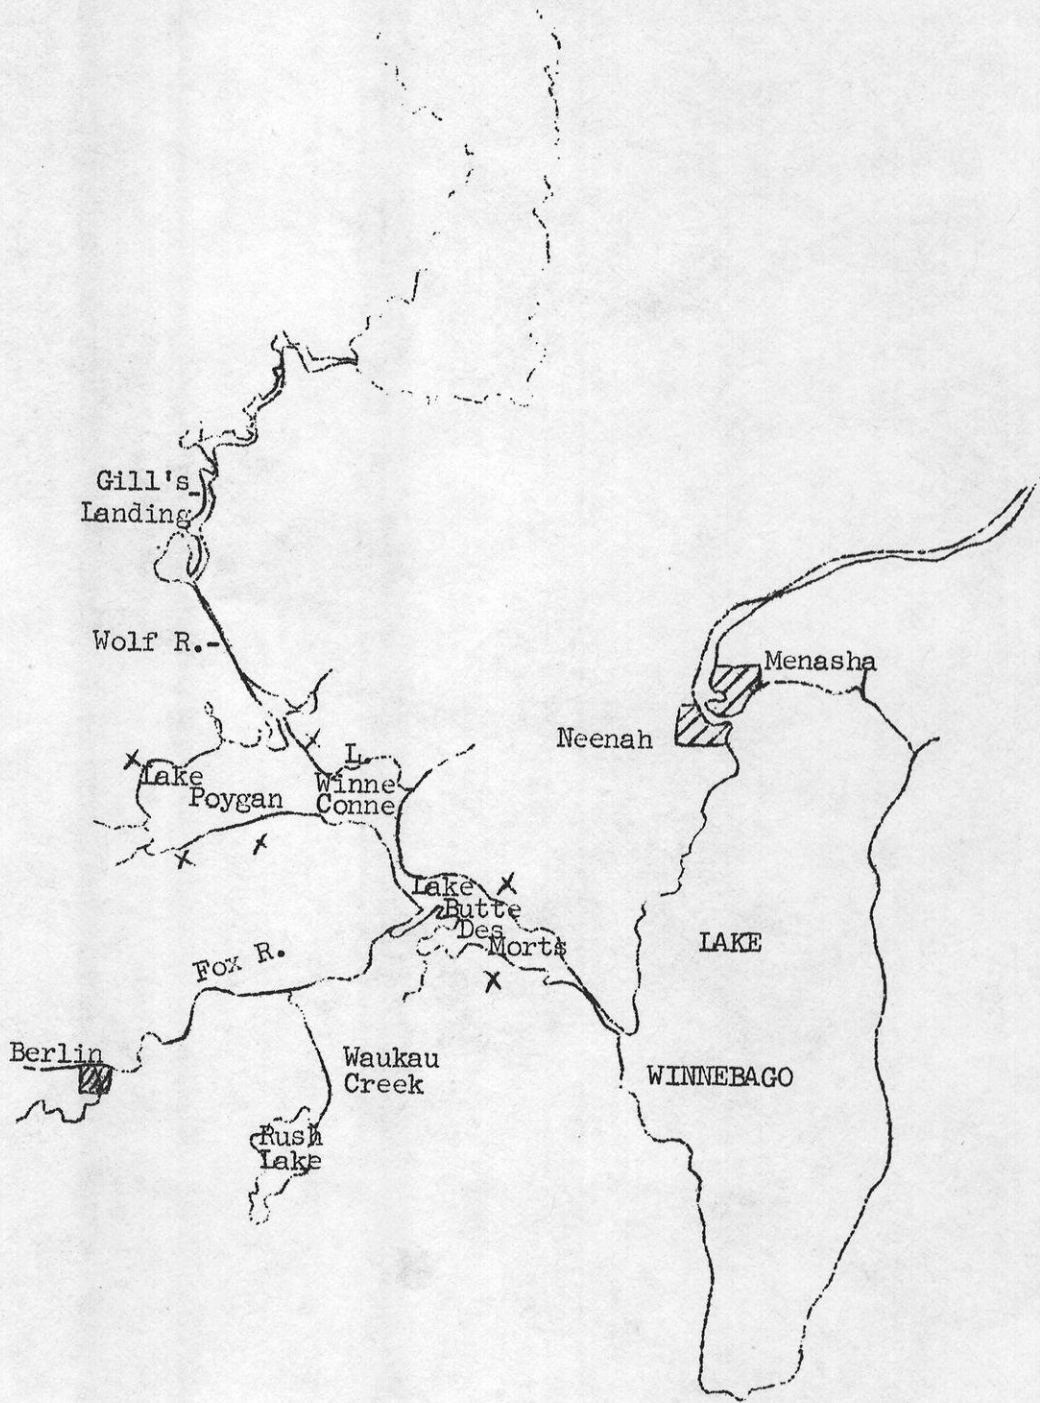 Gill's
Landing
Wolf R.
Menasha
Neenah
L.
Winne
Conne
Lake
Poygan
Lake
Butte
Des
Morts
LAKE
Fox R.
Berlin
Waukau
Creek
WINNEBAGO
Rush
Lake